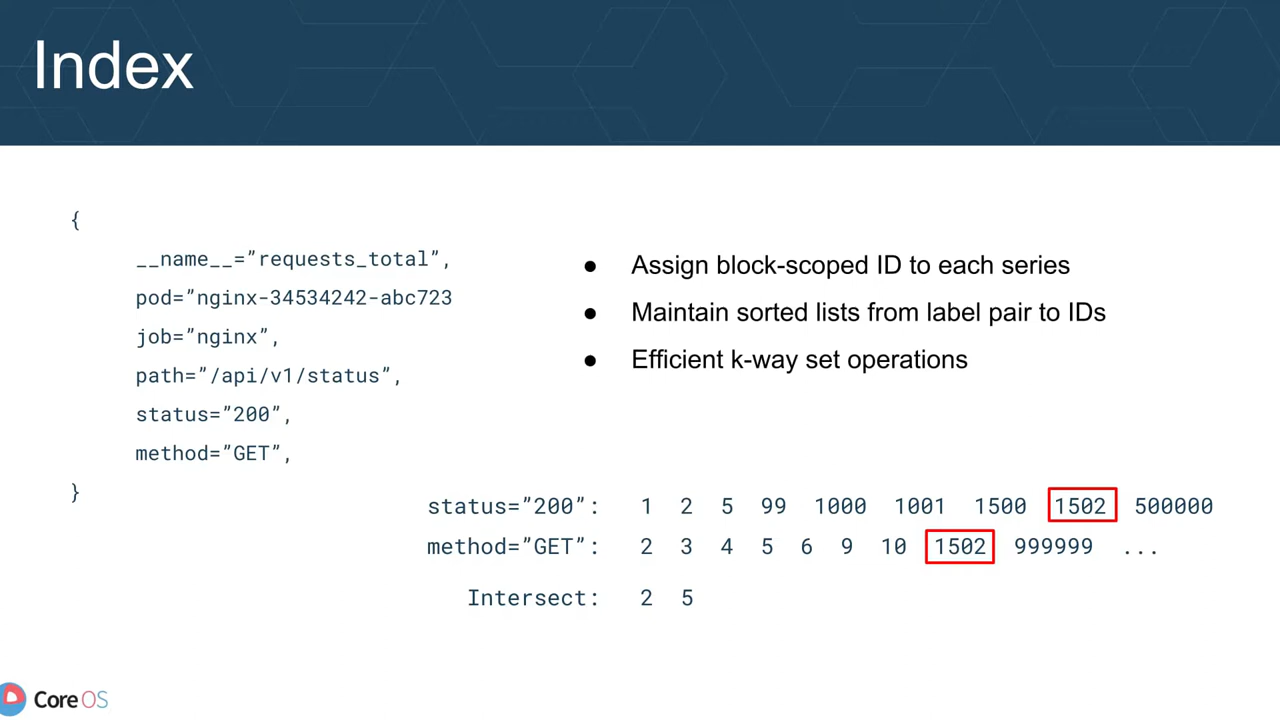 Index
{
__name__=”requests_total”,
pod=”nginx-34534242-abc723
job=”nginx”,
path=”/api/v1/status”,
status=”200”,
method=”GET”,
}
● Assign block-scoped ID to each series
● Maintain sorted lists from label pair to IDs
● Efficient k-way set operations
status=”200”: 1 2 5 99 1000 1001 1500 1502 500000
method=”GET”: 2 3 4 5 6 9 10 1502 999999 ...
Intersect: 2 5
Core OS